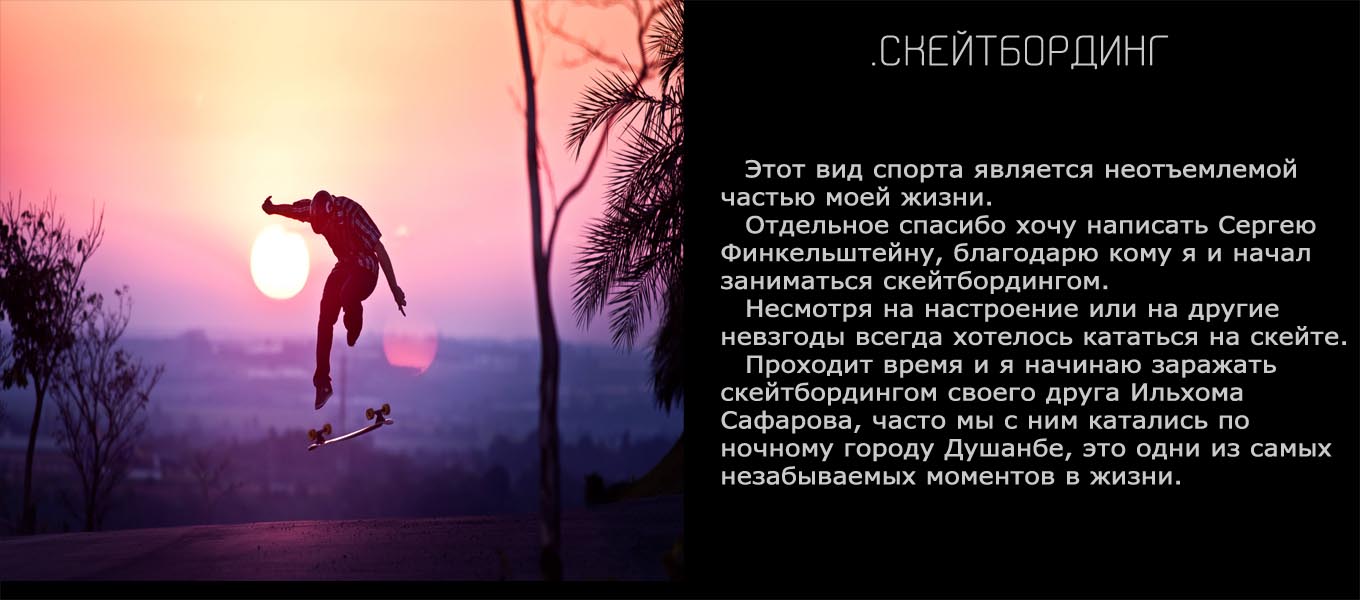 .СКЕЙТБОРДИНГ
Этот вид спорта является неотъемлемой
частью моей жизни.
Отдельное спасибо хочу написать Сергею
Финкельштейну, благодарю кому я и начал
заниматься скейтбордингом.
Несмотря на настроение или на другие
невзгоды всегда хотелось кататься на скейте.
Проходит время и я начинаю заражать
скейтбордингом своего друга Ильхома
Сафарова, часто мы с ним катались по
ночному городу Душанбе, это одни из самых
незабываемых моментов в жизни.